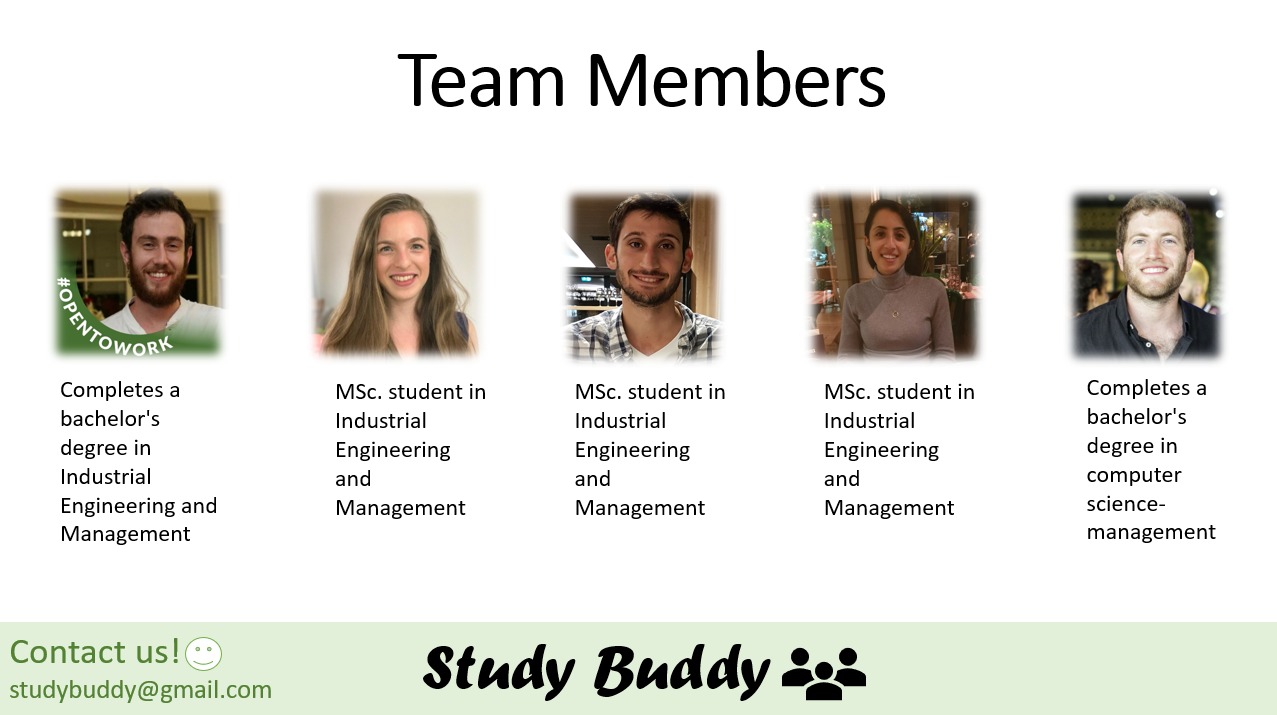 Team Members
#OPENTOWORK
Completes a
bachelor's
degree in
Industrial
Engineering and
Management
MSc. student in
Industrial
Engineering
and
Management
MSc. student in
Industrial
Engineering
and
Management
MSc. student in
Industrial
Engineering
and
Management
Completes a
bachelor's
degree in
computer
science-
management
Contact us!
studybuddy@gmail.com
Study Buddy